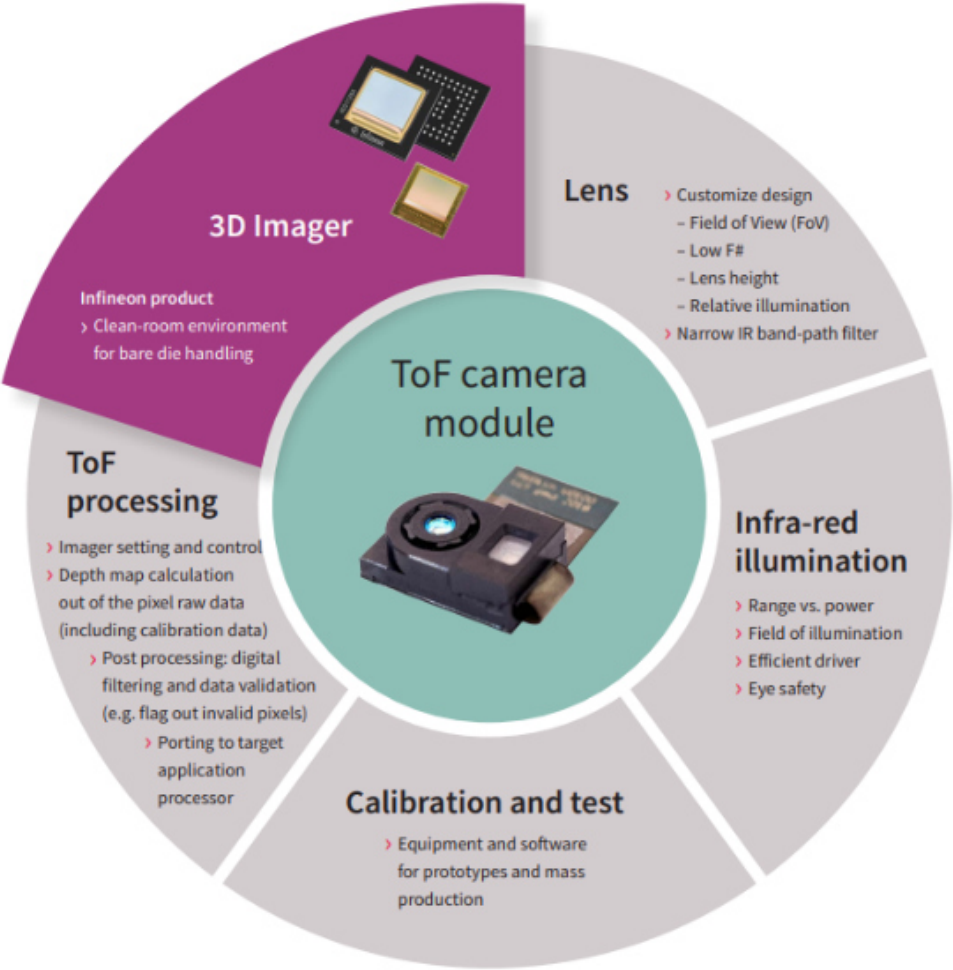 3D Imager
Infineon product
› Clean-room environment
for bare die handling
Lens
› Customize design
– Field of View (FoV)
– Low F#
– Lens height
– Relative illumination
› Narrow IR band-path filter
ToF camera
module
Infra-red
illumination
› Range vs. power
› Field of illumination
› Efficient driver
› Eye safety
Calibration and test
› Equipment and software
for prototypes and mass
production
ToF
processing
› Imager setting and control
› Depth map calculation
out of the pixel raw data
(including calibration data)
› Post processing: digital
filtering and data validation
(e.g. flag out invalid pixels)
› Porting to target
application
processor